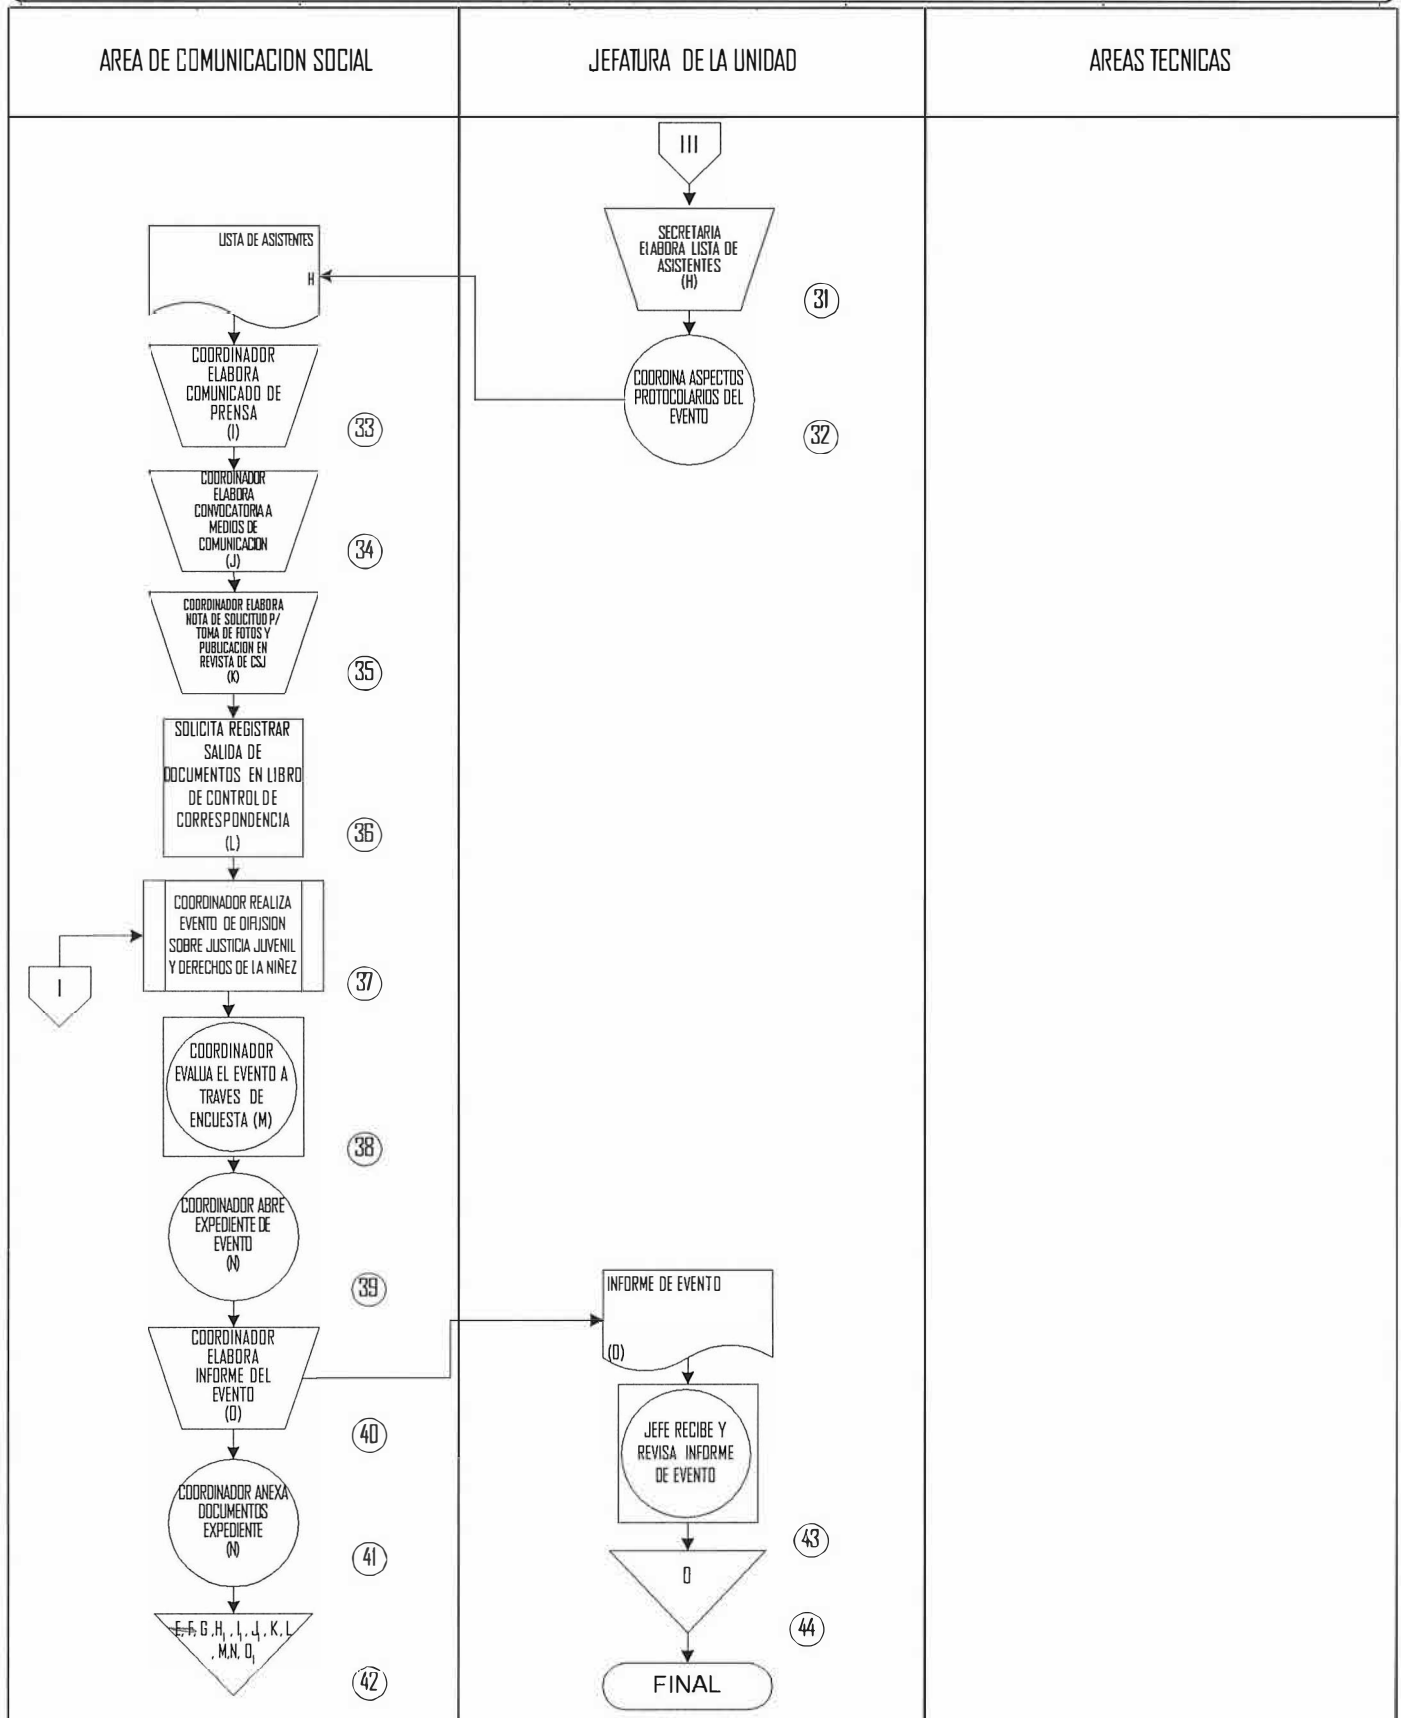 AREA DE COMUNICACION SOCIAL
JEFATURA DE LA UNIDAD
AREAS TECNICAS
III
SECRETARIA
ELABORA LISTA DE
ASISTENTES
(H)
31
COORDINA ASPECTOS
PROTOCOLARIOS DEL
EVENTO
32
LISTA DE ASISTENTES
H
COORDINADOR
ELABORA
COMUNICADO DE
PRENSA
(I)
33
COORDINADOR
ELABORA
CONVOCATORIA A
MEDIOS DE
COMUNICACION
(J)
34
COORDINADOR ELABORA
NOTA DE SOLICITUD P/
TOMA DE FOTOS Y
PUBLICACION EN
REVISTA DE CSJ
(K)
35
SOLICITA REGISTRAR
SALIDA DE
DOCUMENTOS EN LIBRO
DE CONTROL DE
CORRESPONDENCIA
(L)
36
COORDINADOR REALIZA
EVENTO DE DIFUSION
SOBRE JUSTICIA JUVENIL
Y DERECHOS DE LA NIÑEZ
37
I
COORDINADOR
EVALUA EL EVENTO A
TRAVES DE
ENCUESTA (M)
38
COORDINADOR ABRE
EXPEDIENTE DE
EVENTO
(N)
39
COORDINADOR
ELABORA
INFORME DEL
EVENTO
(O)
40
COORDINADOR ANEXA
DOCUMENTOS
EXPEDIENTE
(N)
41
E, F, G ,H₁ , I₁ , J₁ , K, L
, M,N, O₁
42
INFORME DE EVENTO
(O)
JEFE RECIBE Y
REVISA INFORME
DE EVENTO
43
O
44
FINAL